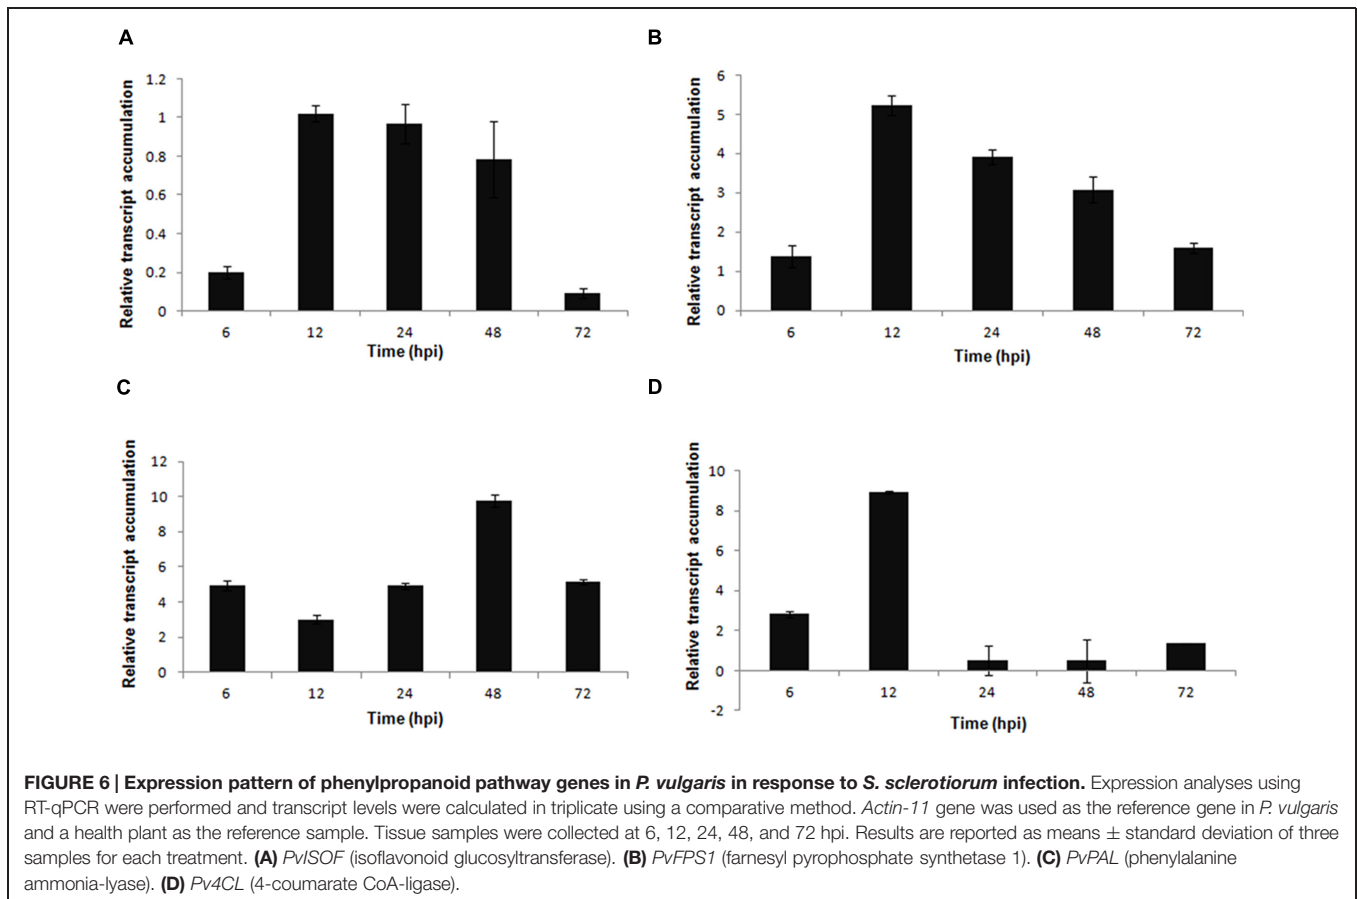 A
Relative transcript accumulation
1.2
1
0.8
0.6
0.4
0.2
0
6 12 24 48 72
Time (hpi)
B
Relative transcript accumulation
6
5
4
3
2
1
0
6 12 24 48 72
Time (hpi)
C
Relative transcript accumulation
12
10
8
6
4
2
0
6 12 24 48 72
Time (hpi)
D
Relative transcript accumulation
10
8
6
4
2
0
-2
6 12 24 48 72
Time (hpi)
FIGURE 6 | Expression pattern of phenylpropanoid pathway genes in P. vulgaris in response to S. sclerotiorum infection. Expression analyses using
RT-qPCR were performed and transcript levels were calculated in triplicate using a comparative method. Actin-11 gene was used as the reference gene in P. vulgaris
and a health plant as the reference sample. Tissue samples were collected at 6, 12, 24, 48, and 72 hpi. Results are reported as means ± standard deviation of three
samples for each treatment. (A) PvISOF (isoflavonoid glucosyltransferase). (B) PvFPS1 (farnesyl pyrophosphate synthetase 1). (C) PvPAL (phenylalanine
ammonia-lyase). (D) Pv4CL (4-coumarate CoA-ligase).